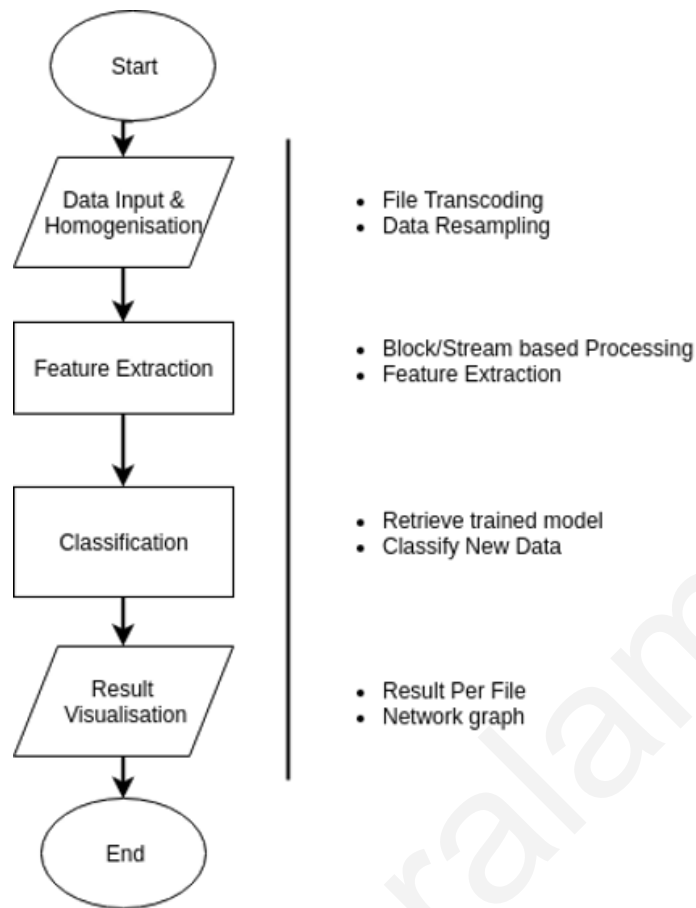 Start
Data Input &
Homogenisation
• File Transcoding
• Data Resampling
Feature Extraction
• Block/Stream based Processing
• Feature Extraction
Classification
• Retrieve trained model
• Classify New Data
Result
Visualisation
• Result Per File
• Network graph
End